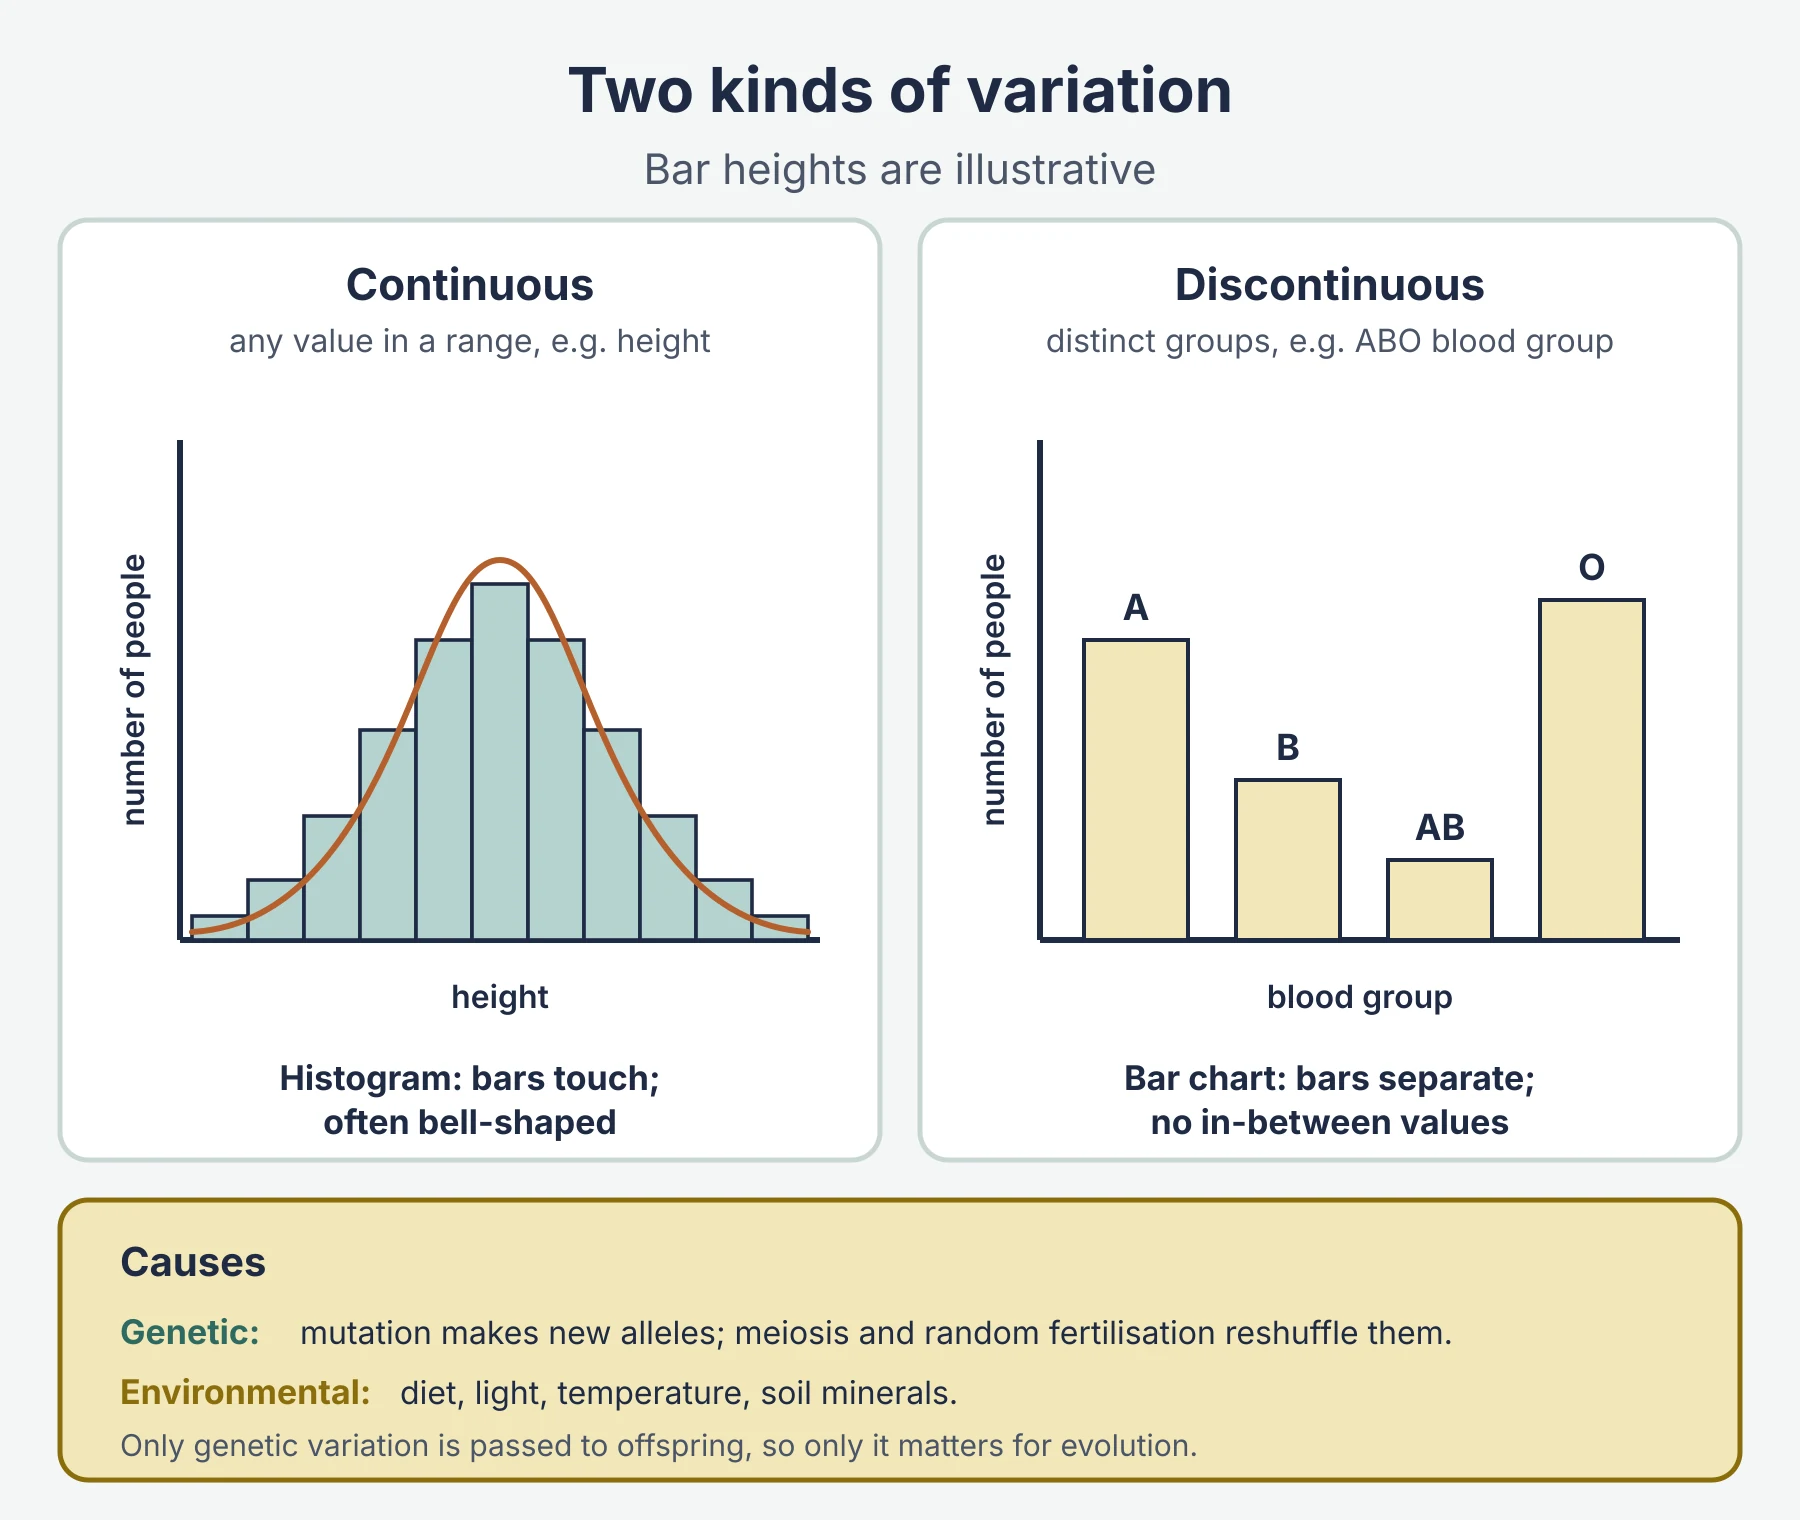 Two kinds of variation
Bar heights are illustrative
Continuous
any value in a range, e.g. height
number of people
height
Histogram: bars touch;
often bell-shaped
Discontinuous
distinct groups, e.g. ABO blood group
number of people
A
B
AB
O
blood group
Bar chart: bars separate;
no in-between values
Causes
Genetic: mutation makes new alleles; meiosis and random fertilisation reshuffle them.
Environmental: diet, light, temperature, soil minerals.
Only genetic variation is passed to offspring, so only it matters for evolution.